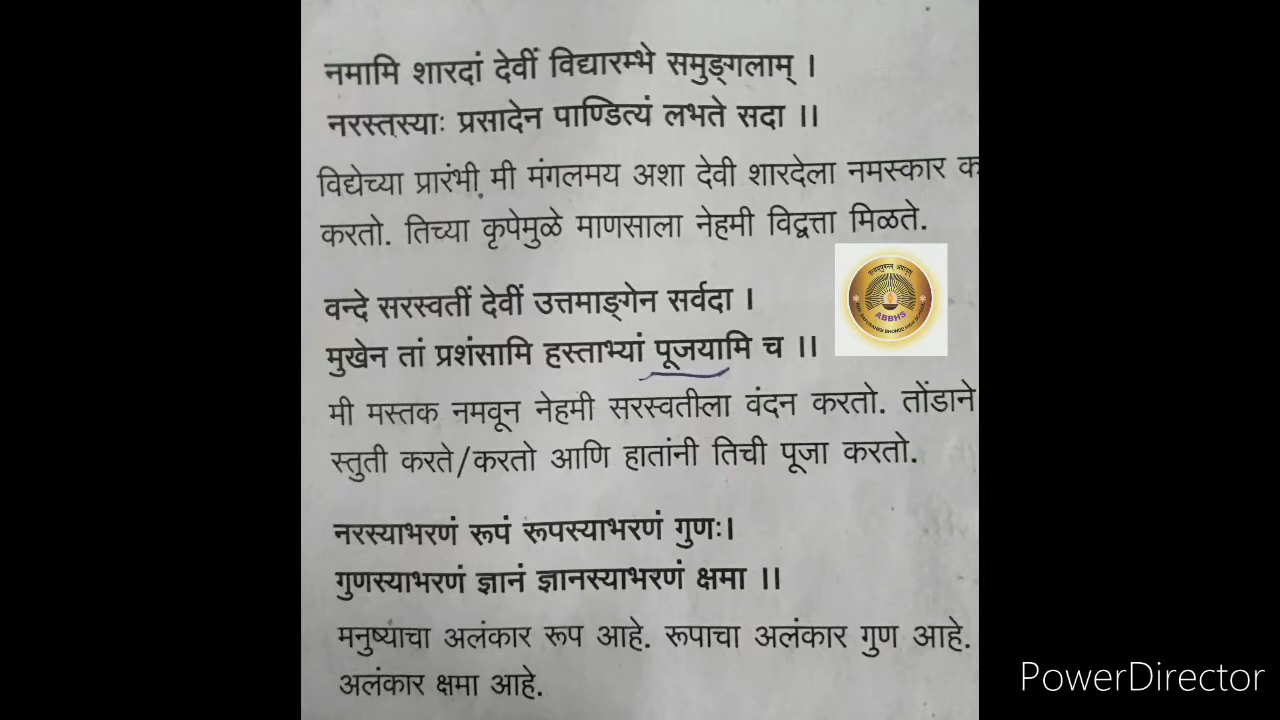 नमामि शारदां देवीं विद्यारम्भे समुङ्गलाम् ।
नरस्तस्याः प्रसादेन पाण्डित्यं लभते सदा ।।
विद्येच्या प्रारंभी मी मंगलमय अशा देवी शारदेला नमस्कार क
करतो. तिच्या कृपेमुळे माणसाला नेहमी विद्वत्ता मिळते.
वन्दे सरस्वतीं देवीं उत्तमाङ्गेन सर्वदा ।
मुखेन तां प्रशंसामि हस्ताभ्यां पूजयामि च ।।
ABBHS
मी मस्तक नमवून नेहमी सरस्वतीला वंदन करतो. तोंडाने
स्तुती करते/करतो आणि हातांनी तिची पूजा करतो.
नरस्याभरणं रूपं रूपस्याभरणं गुणः।
गुणस्याभरणं ज्ञानं ज्ञानस्याभरणं क्षमा ।।
मनुष्याचा अलंकार रूप आहे. रूपाचा अलंकार गुण आहे.
अलंकार क्षमा आहे.
PowerDirector